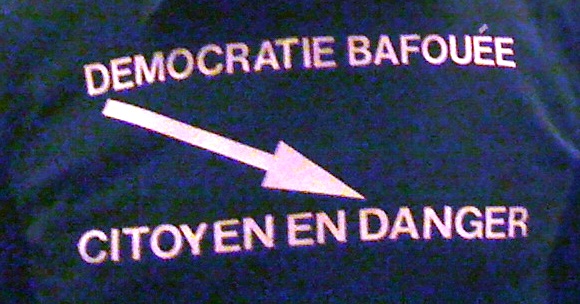 DEMOCRATIE BAFOUÉE
CITOYEN EN DANGER